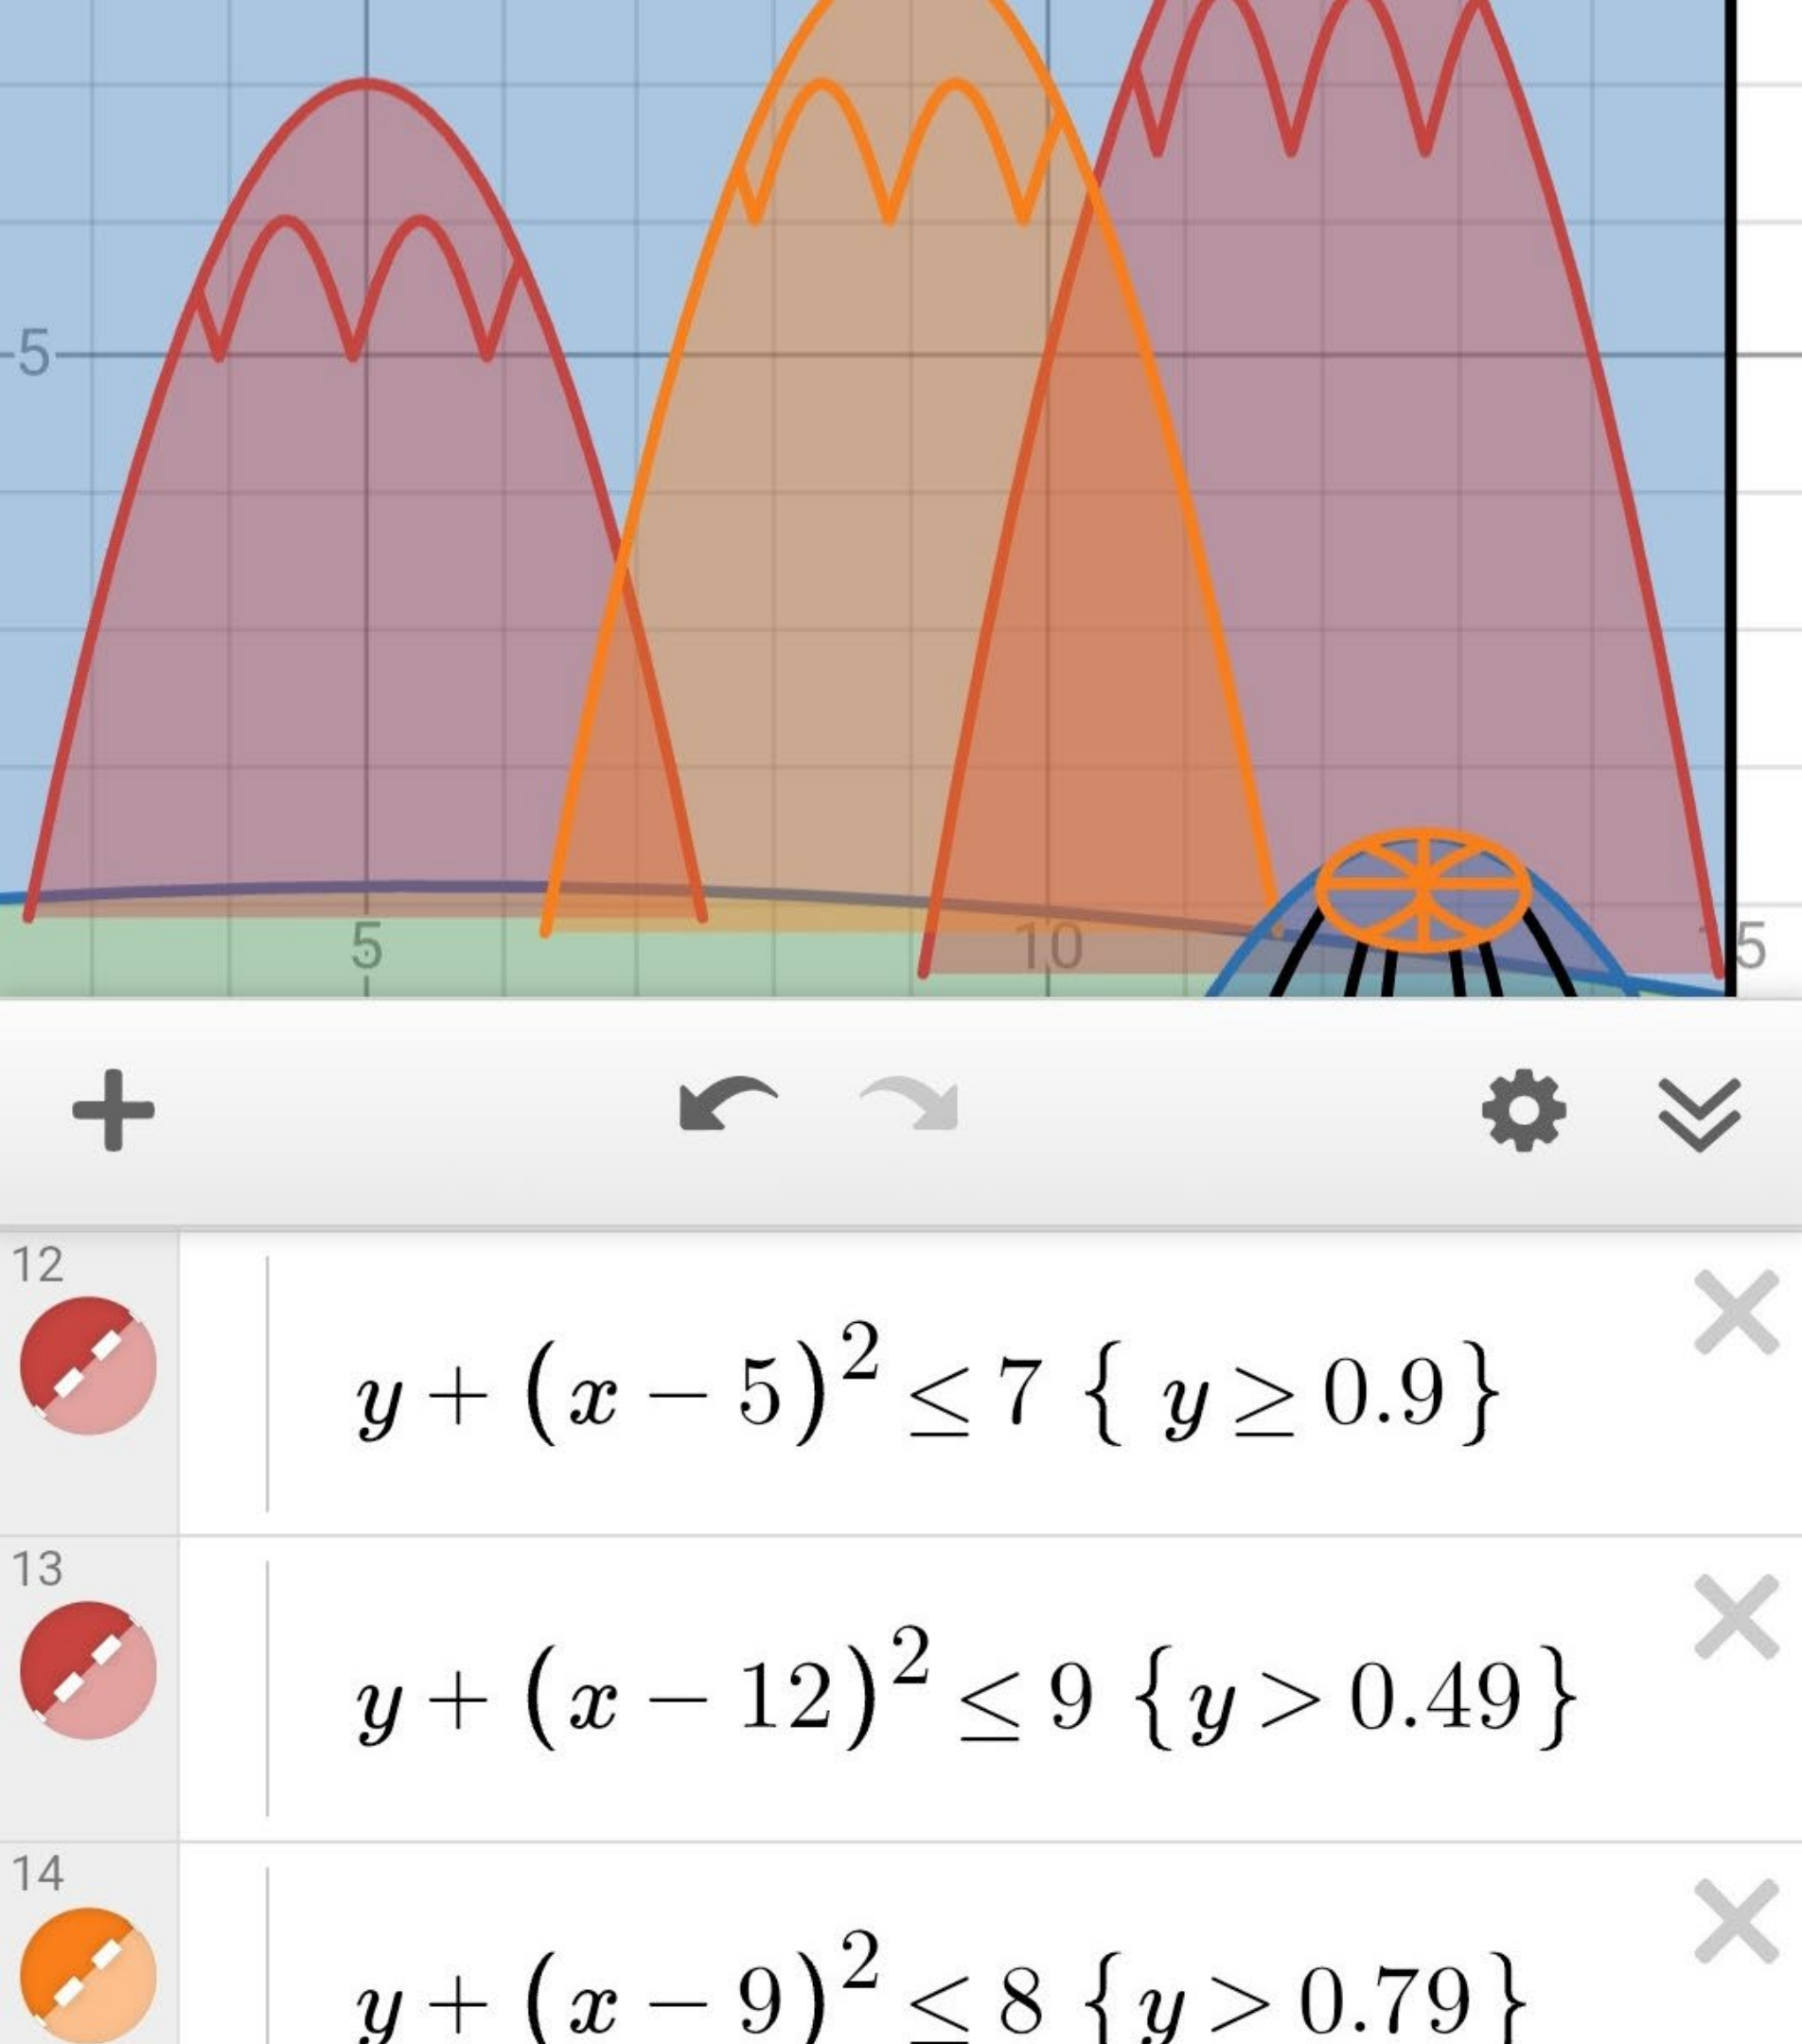 5
5
10
15
12
y + (x − 5)² ≤ 7 { y ≥ 0.9}
13
y + (x − 12)² ≤ 9 {y > 0.49}
14
y + (x − 9)² ≤ 8 {y > 0.79}